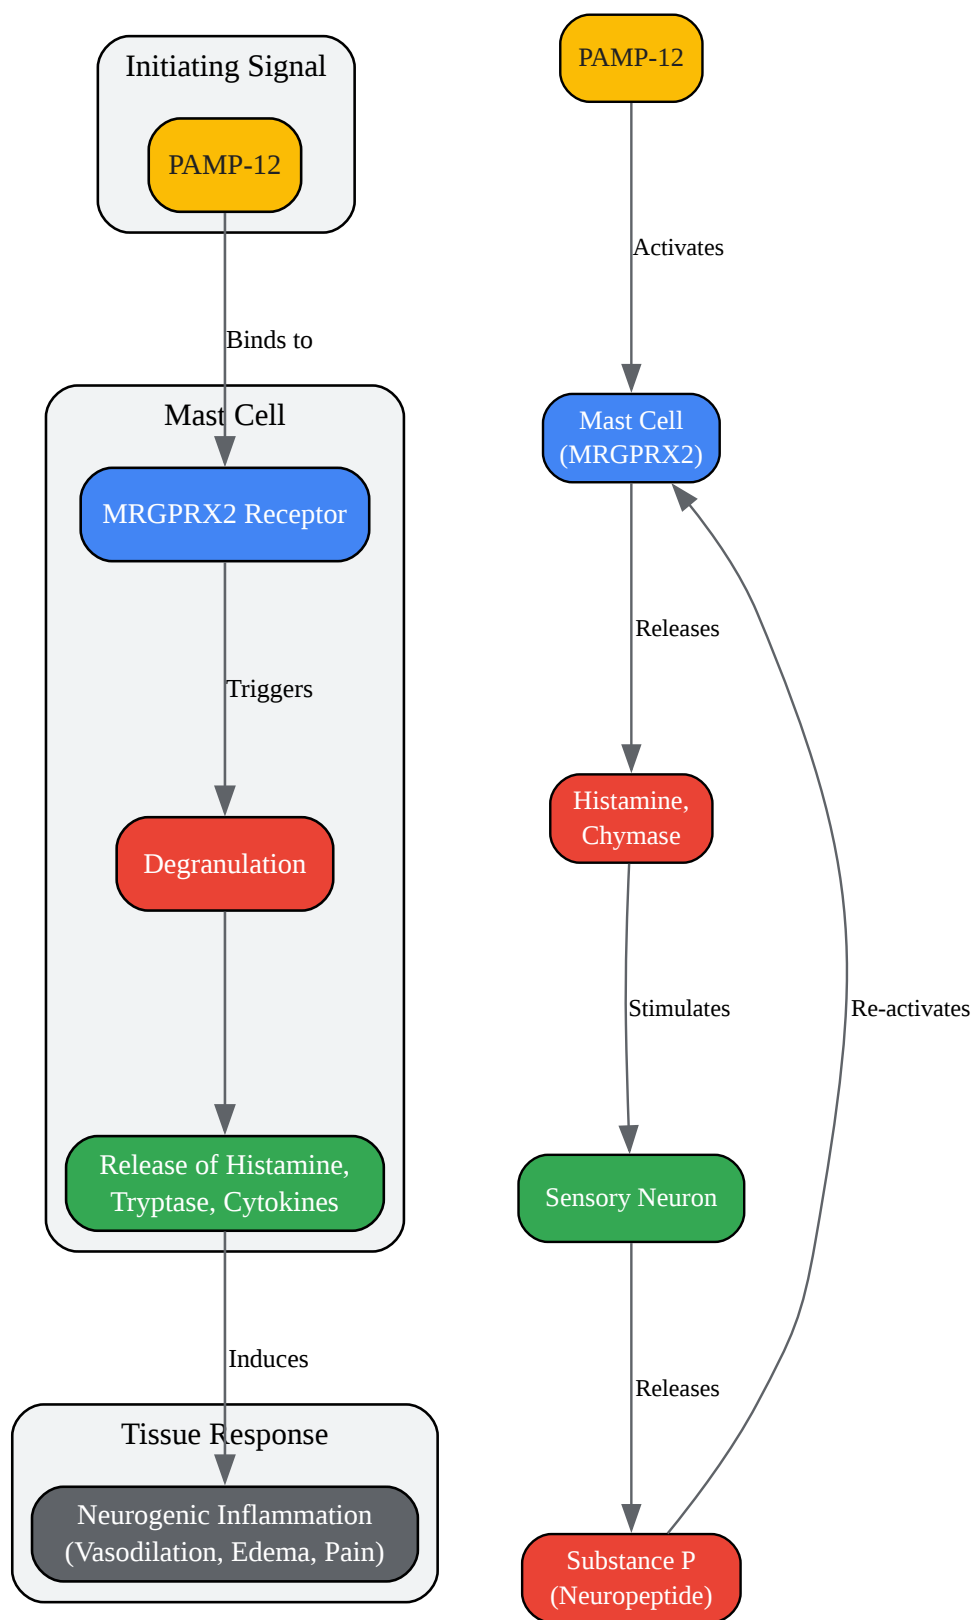 Initiating Signal
PAMP-12
Binds to
Mast Cell
MRGPRX2 Receptor
Triggers
Degranulation
Release of Histamine,
Tryptase, Cytokines
Induces
Tissue Response
Neurogenic Inflammation
(Vasodilation, Edema, Pain)
PAMP-12
Activates
Mast Cell
(MRGPRX2)
Releases
Histamine,
Chymase
Stimulates
Re-activates
Sensory Neuron
Releases
Substance P
(Neuropeptide)